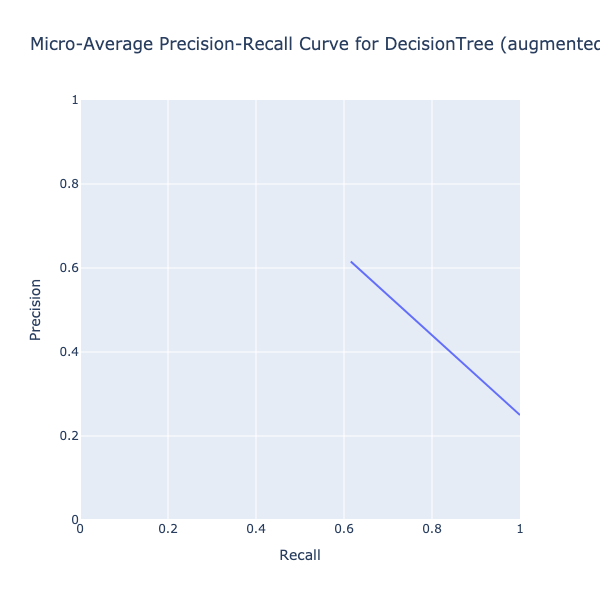 Micro-Average Precision-Recall Curve for DecisionTree (augmented
1
0.8
0.6
0.4
0.2
0
Precision
0 0.2 0.4 0.6 0.8 1
Recall